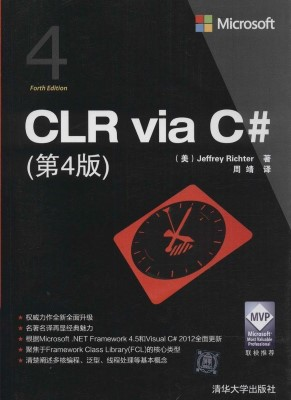 Microsoft
4
Forth Edition
CLR via C#
(第4版)
（美）Jeffrey Richter 著
周靖 译
权威力作全新全面升级
名著名译再显经典魅力
根据Microsoft .NET Framework 4.5和Visual C# 2012全面更新
聚焦于Framework Class Library(FCL)的核心类型
清楚阐述多核编程、泛型、线程处理等基本概念
MVP
Microsoft
Most Valuable
Professional
联袂推荐
清华大学出版社